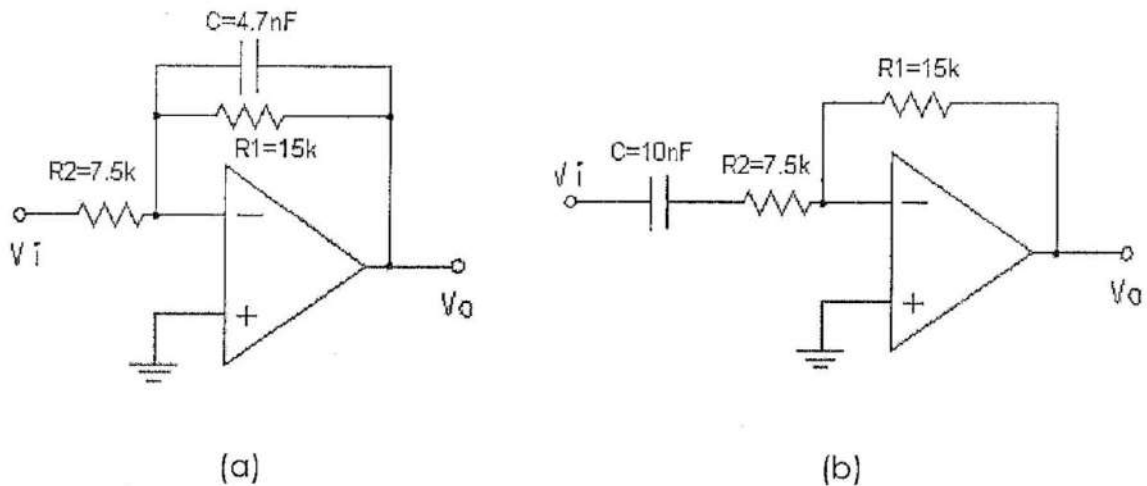 C=4.7nF
R1=15k
R2=7.5k
Vi
−
+
Vo
(a)
R1=15k
C=10nF
R2=7.5k
Vi
−
+
Vo
(b)